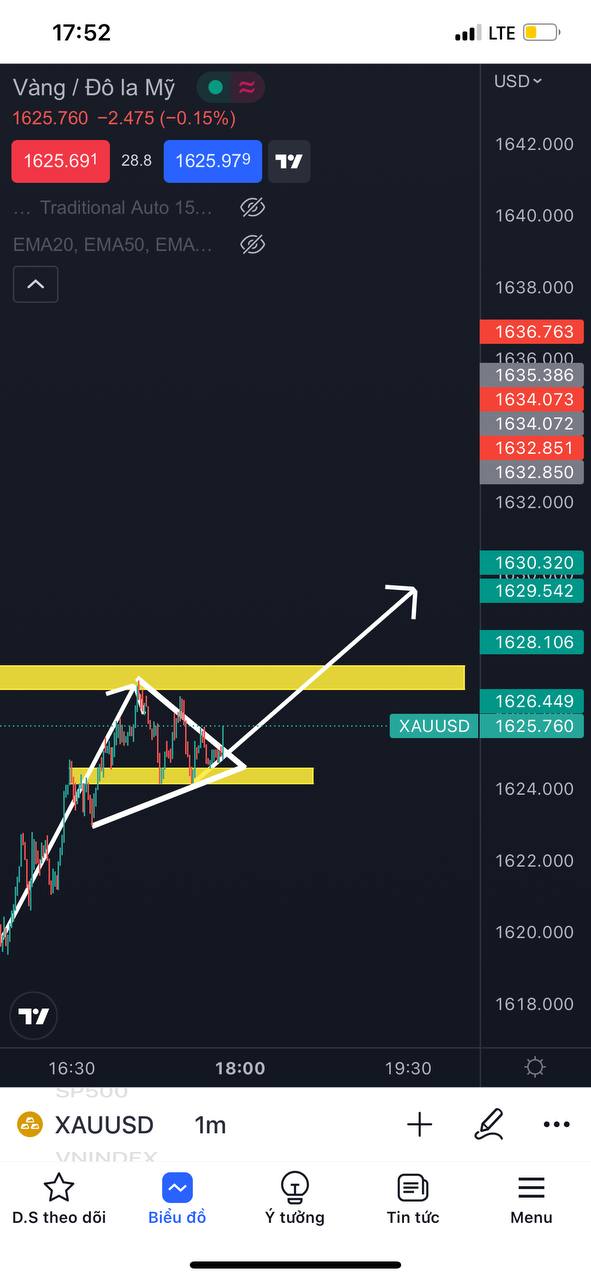 17:52
LTE
Vàng / Đô la Mỹ
USD
1625.760 −2.475 (−0.15%)
1625.691 28.8 1625.979
1642.000
... Traditional Auto 15...
1640.000
EMA20, EMA50, EMA...
1638.000
1636.763
1636.000
1635.386
1634.073
1634.072
1632.851
1632.850
1632.000
1630.320
1629.542
1628.106
1626.449
XAUUSD 1625.760
1624.000
1622.000
1620.000
1618.000
16:30 18:00 19:30
SP500
XAUUSD 1m
VNINDEX
D.S theo dõi Biểu đồ Ý tưởng Tin tức Menu